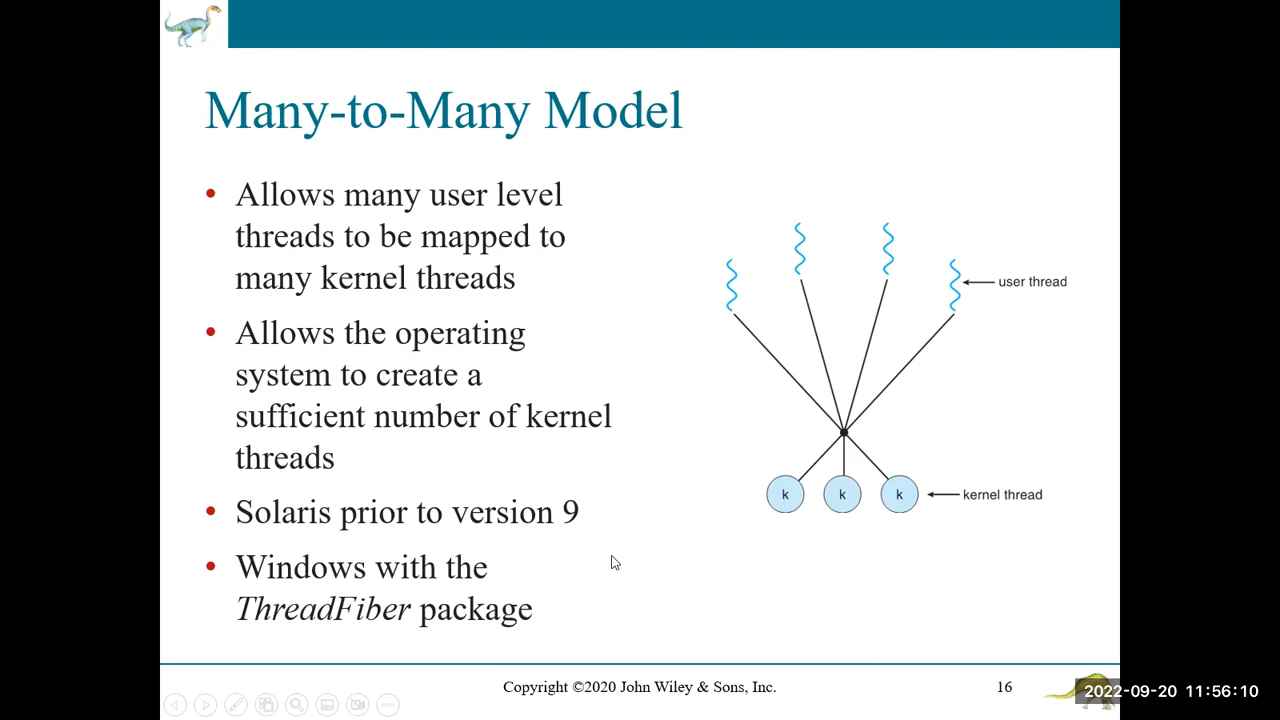 Many-to-Many Model
• Allows many user level
threads to be mapped to
many kernel threads
• Allows the operating
system to create a
sufficient number of kernel
threads
• Solaris prior to version 9
• Windows with the
ThreadFiber package
user thread
k k k
kernel thread
Copyright ©2020 John Wiley & Sons, Inc.
16
2022-09-20 11:56:10